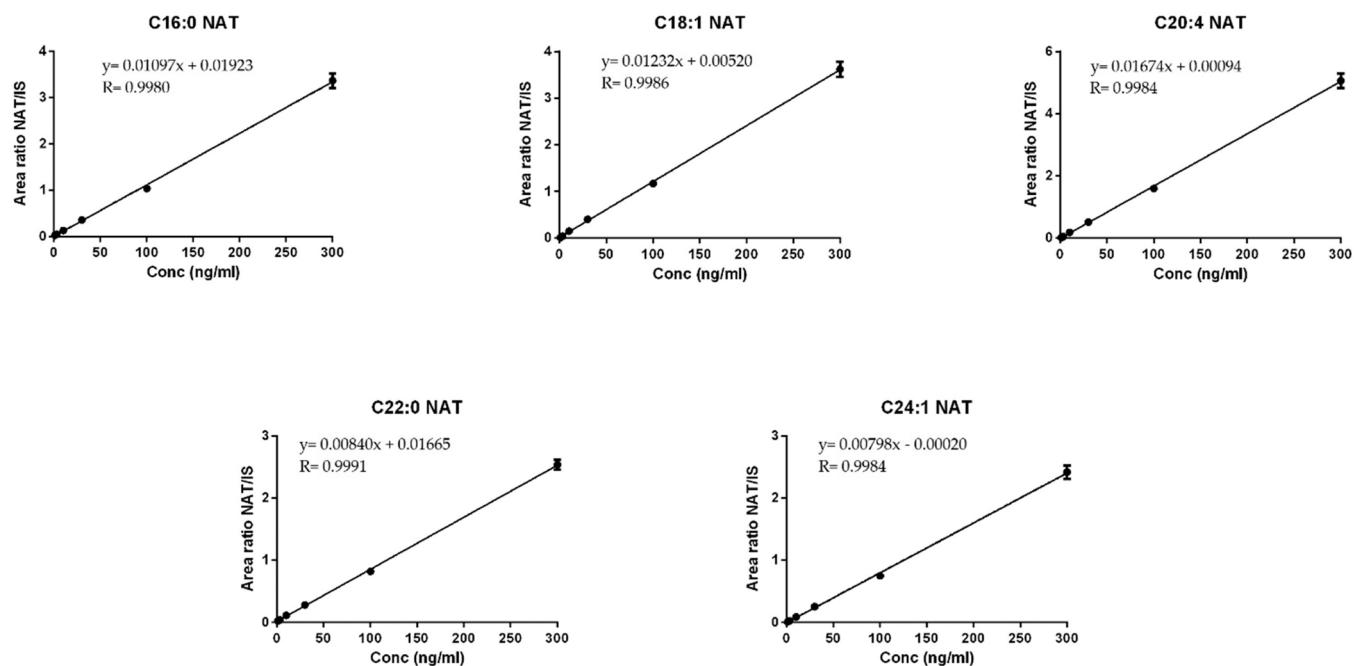 C16:0 NAT
y= 0.01097x + 0.01923
R= 0.9980
Area ratio NAT/IS
4
3
2
1
0
0 50 100 150 200 250 300
Conc (ng/ml)
C18:1 NAT
y= 0.01232x + 0.00520
R= 0.9986
Area ratio NAT/IS
4
3
2
1
0
0 50 100 150 200 250 300
Conc (ng/ml)
C20:4 NAT
y= 0.01674x + 0.00094
R= 0.9984
Area ratio NAT/IS
6
4
2
0
0 50 100 150 200 250 300
Conc (ng/ml)
C22:0 NAT
y= 0.00840x + 0.01665
R= 0.9991
Area ratio NAT/IS
3
2
1
0
0 50 100 150 200 250 300
Conc (ng/ml)
C24:1 NAT
y= 0.00798x - 0.00020
R= 0.9984
Area ratio NAT/IS
3
2
1
0
0 50 100 150 200 250 300
Conc (ng/ml)